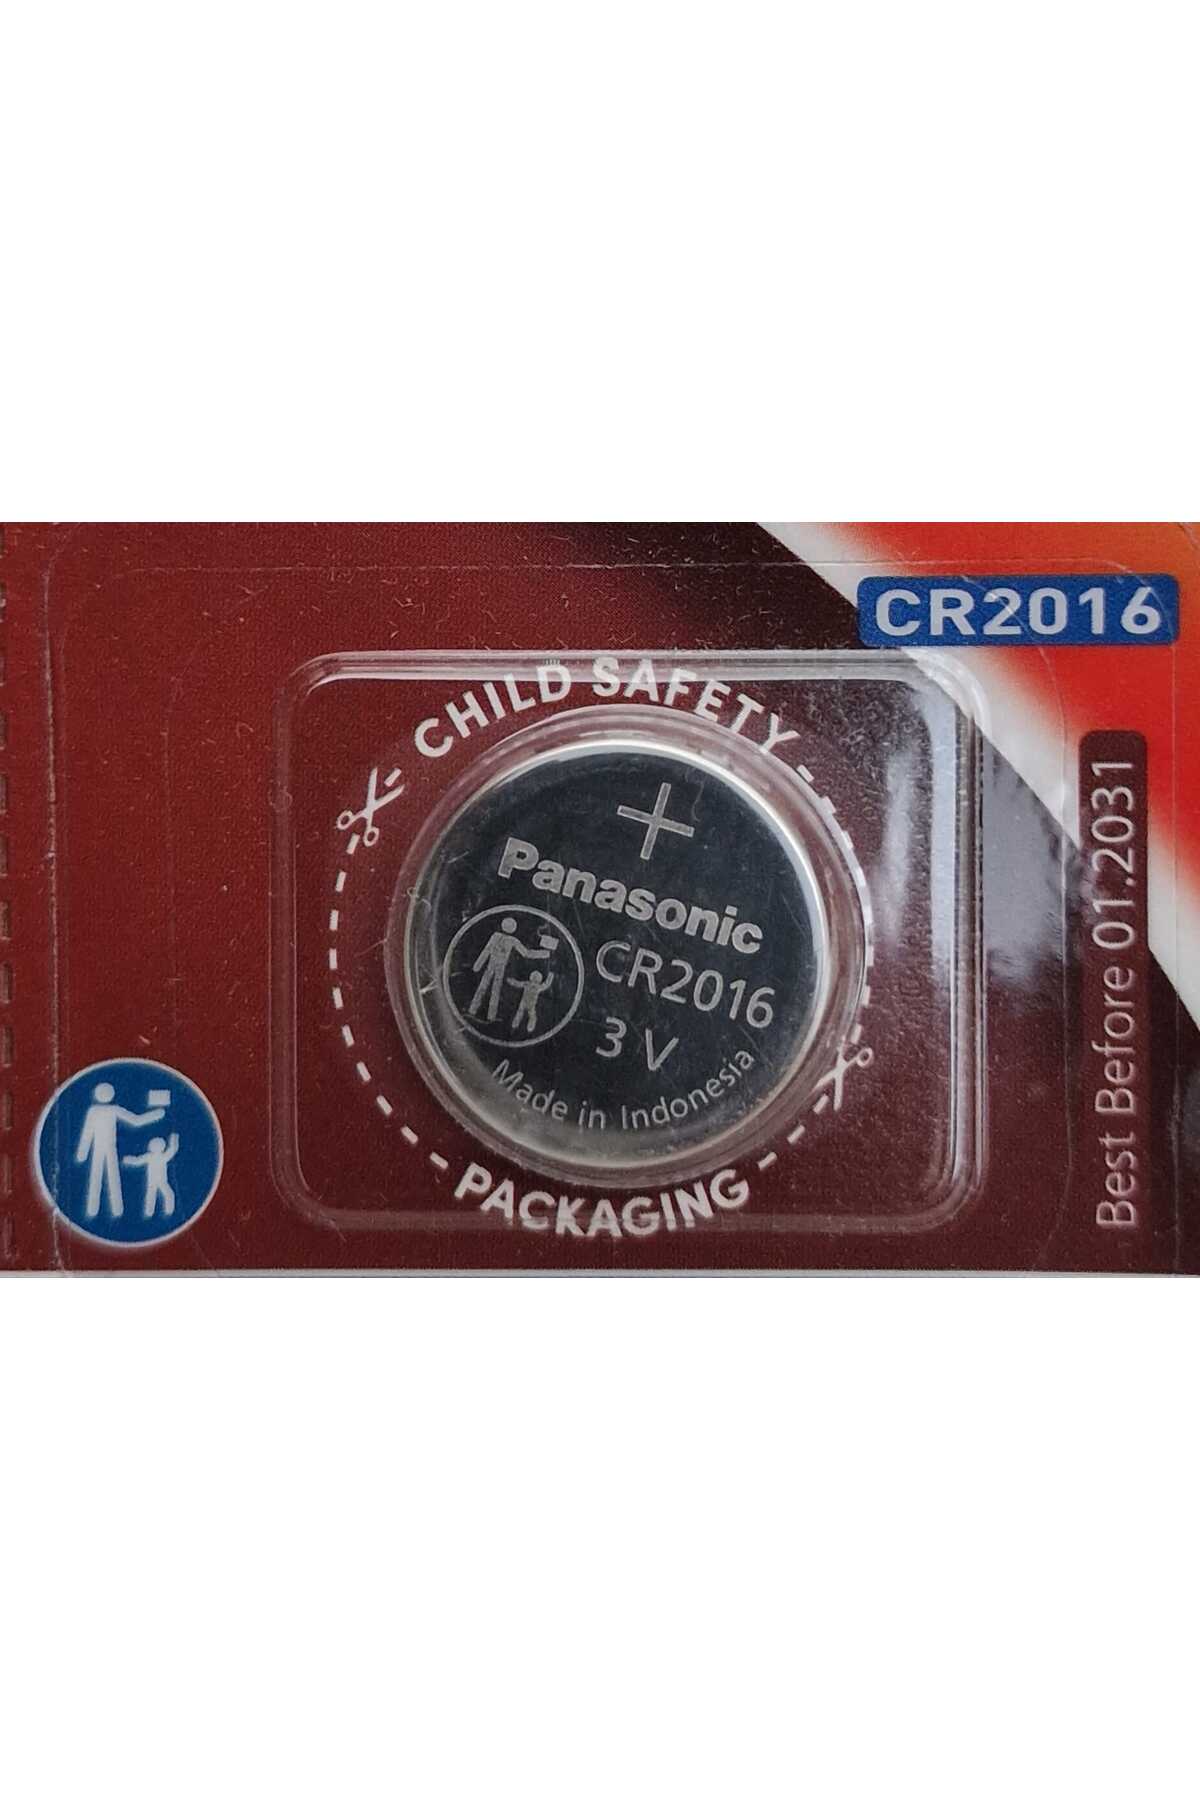 CR2016
CHILD SAFETY
+
Panasonic
CR2016
3 V
Made in Indonesia
PACKAGING
Best Before 01.2031